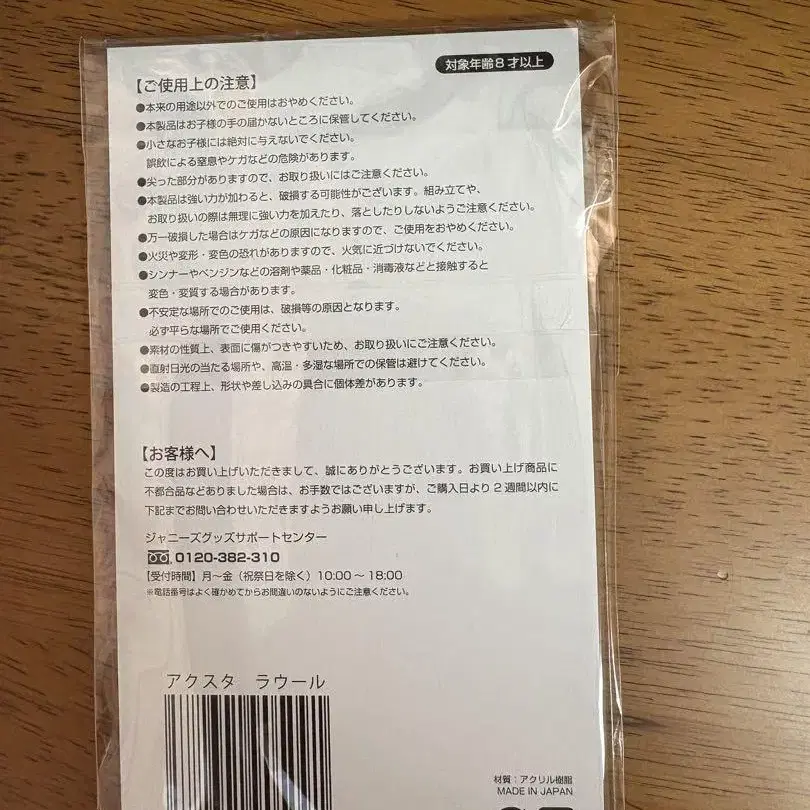 対象年齢8才以上
【ご使用上の注意】
●本来の用途以外でのご使用はおやめください。
●本製品はお子様の手の届かないところに保管してください。
●小さなお子様には絶対に与えないでください。
誤飲による窒息やケガなどの危険があります。
●尖った部分がありますので、お取り扱いにはご注意ください。
●本製品は強い力が加わると、破損する可能性がございます。組み立てや、
お取り扱いの際は無理に強い力を加えたり、落としたりしないようご注意ください。
●万一破損した場合はケガなどの原因になりますので、ご使用をおやめください。
●火災や変形・変色の恐れがありますので、火気に近づけないでください。
●シンナーやベンジンなどの溶剤や薬品・化粧品・消毒液などと接触すると
変色・変質する場合があります。
●不安定な場所でのご使用は、破損等の原因となります。
必ず平らな場所でご使用ください。
●素材の性質上、表面に傷がつきやすいため、お取り扱いにご注意ください。
●直射日光の当たる場所や、高温・多湿な場所での保管は避けてください。
●製造の工程上、形状や差し込みの具合に個体差があります。
【お客様へ】
この度はお買い上げいただきまして、誠にありがとうございます。お買い上げ商品に
不都合品などありました場合は、お手数ではございますが、ご購入日より2週間以内に
下記までお問い合わせいただきますようお願い申し上げます。
ジャニーズグッズサポートセンター
0120-382-310
【受付時間】月〜金（祝祭日を除く）10:00〜18:00
※電話番号はよく確かめてからお間違いのないようにご注意ください。
アクスタ　ラウール
材質：アクリル樹脂
MADE IN JAPAN